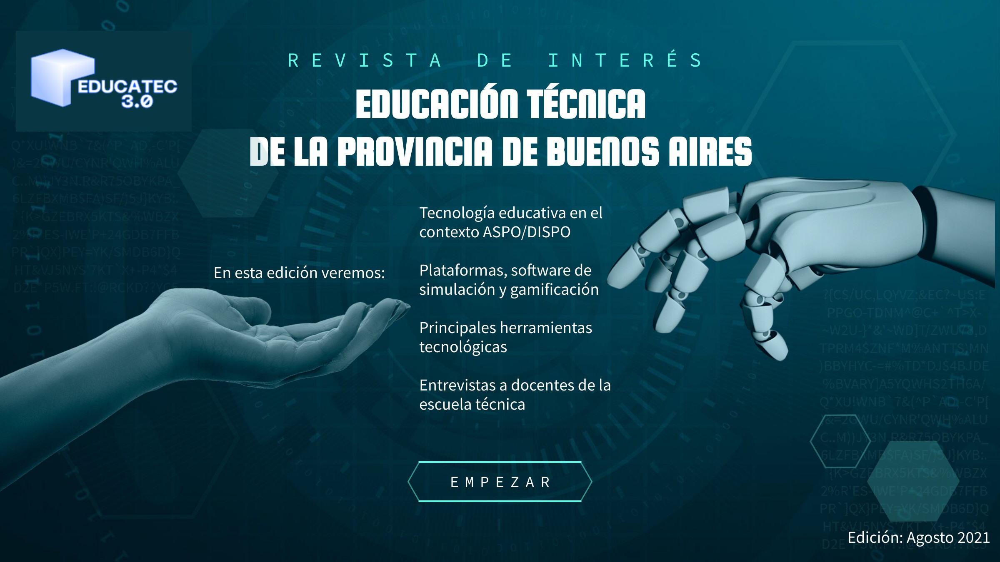 EDUCATEC
3.0
REVISTA DE INTERÉS
EDUCACIÓN TÉCNICA
DE LA PROVINCIA DE BUENOS AIRES
En esta edición veremos:
Tecnología educativa en el
contexto ASPO/DISPO
Plataformas, software de
simulación y gamificación
Principales herramientas
tecnológicas
Entrevistas a docentes de la
escuela técnica
EMPEZAR
Edición: Agosto 2021